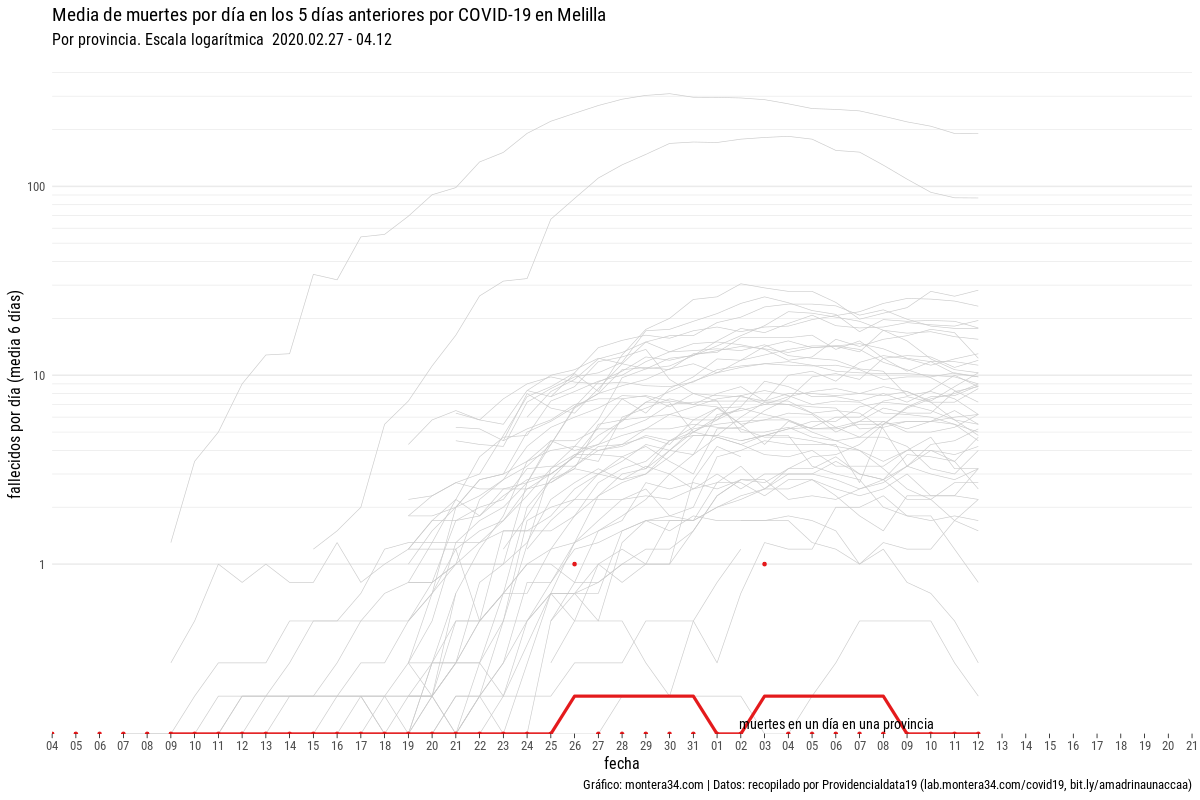 Media de muertes por día en los 5 días anteriores por COVID-19 en Melilla
Por provincia. Escala logarítmica 2020.02.27 - 04.12
fallecidos por día (media 6 días)
100
10
1
muertes en un día en una provincia
04 05 06 07 08 09 10 11 12 13 14 15 16 17 18 19 20 21 22 23 24 25 26 27 28 29 30 31 01 02 03 04 05 06 07 08 09 10 11 12 13 14 15 16 17 18 19 20 21
fecha
Gráfico: montera34.com | Datos: recopilado por Providencialdata19 (lab.montera34.com/covid19, bit.ly/amadrinaunaccaa)